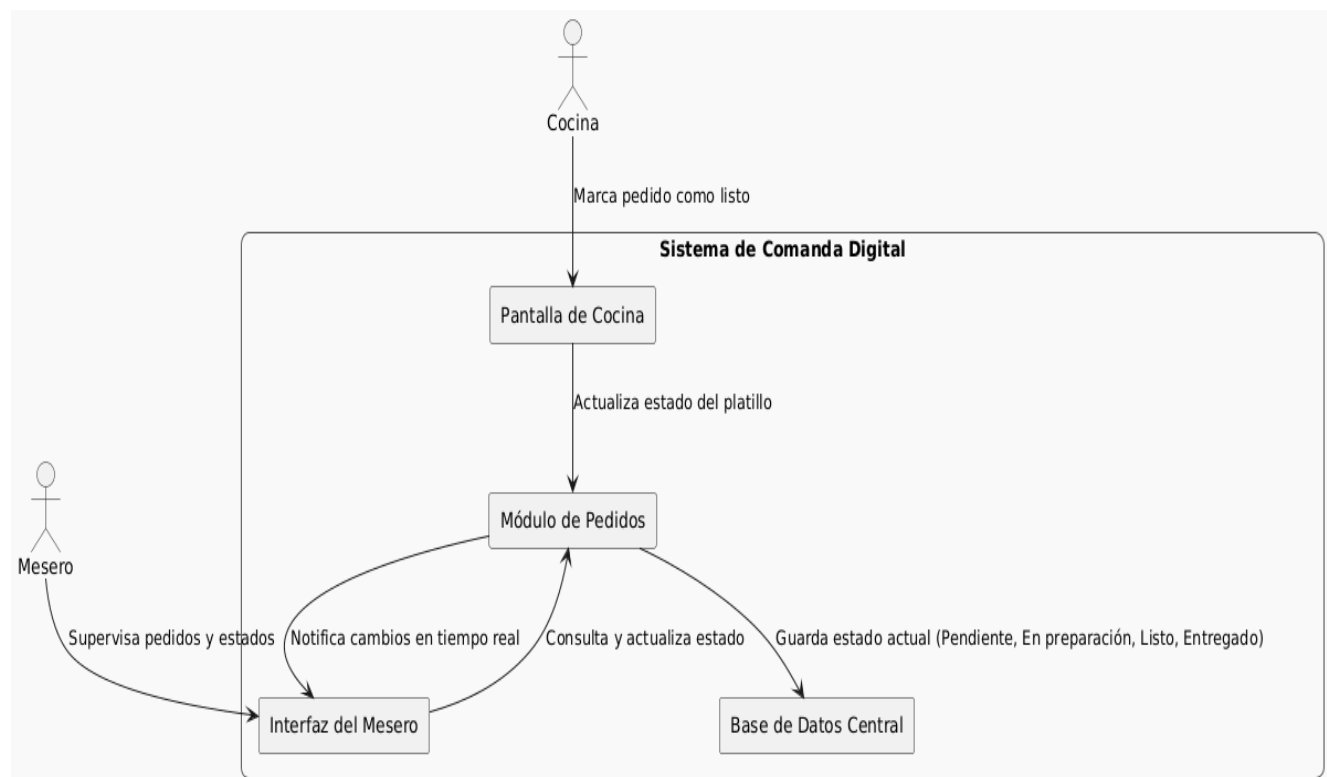 Cocina
Marca pedido como listo
Sistema de Comanda Digital
Pantalla de Cocina
Actualiza estado del platillo
Módulo de Pedidos
Mesero
Supervisa pedidos y estados
Notifica cambios en tiempo real
Consulta y actualiza estado
Guarda estado actual (Pendiente, En preparación, Listo, Entregado)
Interfaz del Mesero
Base de Datos Central